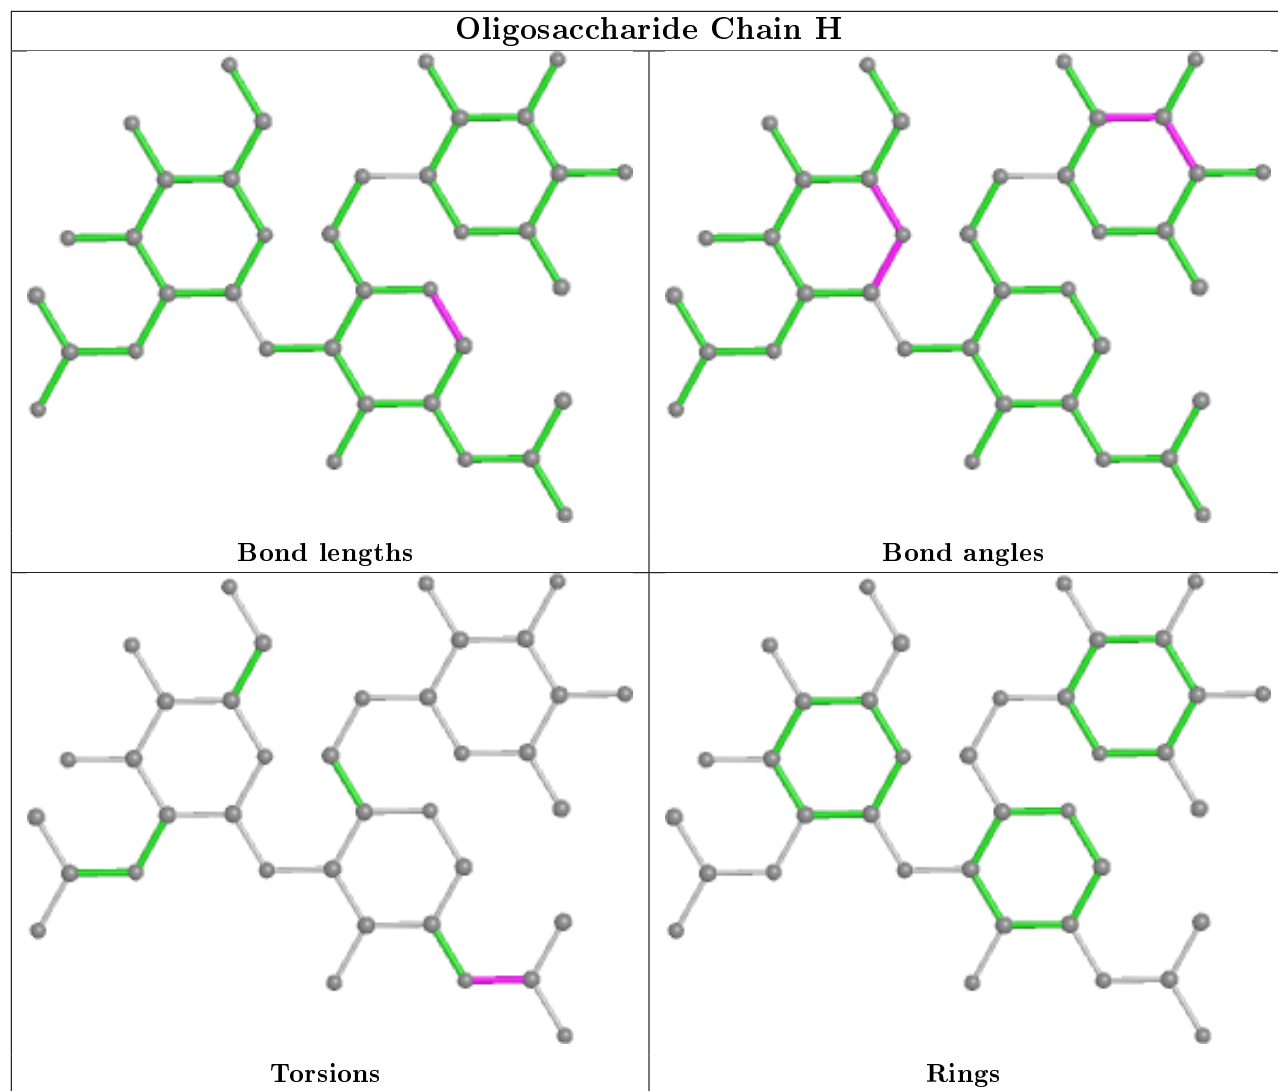 Oligosaccharide Chain H
Bond lengths
Bond angles
Torsions
Rings